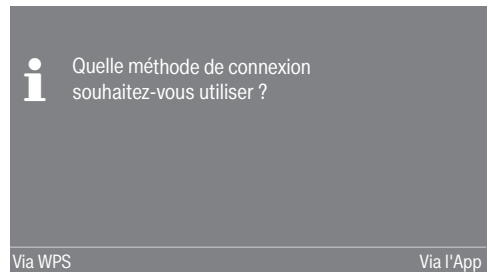 Quelle méthode de connexion
souhaitez-vous utiliser ?
Via WPS
Via l'App